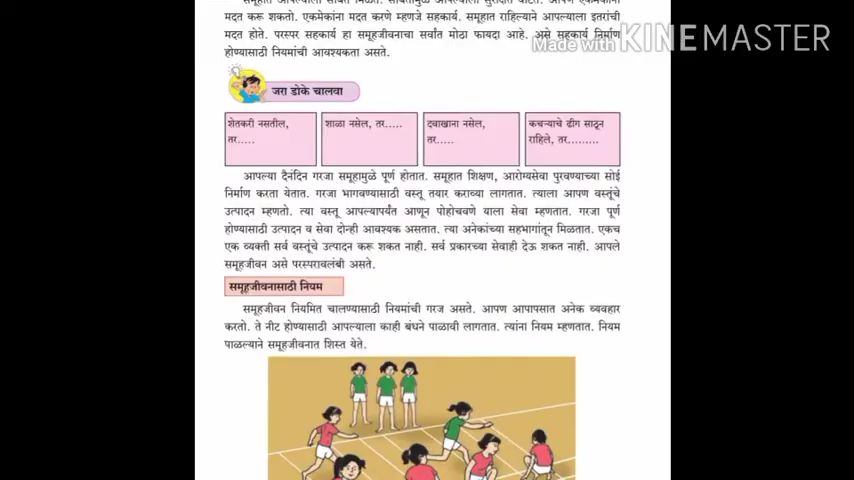 समूहात आपल्याला सोबत मिळते. सोबतीमुळे आपल्याला सुरक्षित वाटते. आपण एकमेकांना
मदत करू शकतो. एकमेकांना मदत करणे म्हणजे सहकार्य. समूहात राहिल्याने आपल्याला इतरांची
मदत होते. परस्पर सहकार्य हा समूहजीवनाचा सर्वांत मोठा फायदा आहे. असे सहकार्य निर्माण
होण्यासाठी नियमांची आवश्यकता असते.
Made with KINEMASTER
जरा डोके चालवा
शेतकरी नसतील,
तर.....
शाळा नसेल, तर.....
दवाखाना नसेल,
तर.....
कचऱ्याचे ढीग साठून
राहिले, तर.........
आपल्या दैनंदिन गरजा समूहामुळे पूर्ण होतात. समूहात शिक्षण, आरोग्यसेवा पुरवण्याच्या सोई
निर्माण करता येतात. गरजा भागवण्यासाठी वस्तू तयार कराव्या लागतात. त्याला आपण वस्तूंचे
उत्पादन म्हणतो. त्या वस्तू आपल्यापर्यंत आणून पोहोचवणे याला सेवा म्हणतात. गरजा पूर्ण
होण्यासाठी उत्पादन व सेवा दोन्ही आवश्यक असतात. त्या अनेकांच्या सहभागांतून मिळतात. एकच
एक व्यक्ती सर्व वस्तूंचे उत्पादन करू शकत नाही. सर्व प्रकारच्या सेवाही देऊ शकत नाही. आपले
समूहजीवन असे परस्परावलंबी असते.
समूहजीवनासाठी नियम
समूहजीवन नियमित चालण्यासाठी नियमांची गरज असते. आपण आपापसात अनेक व्यवहार
करतो. ते नीट होण्यासाठी आपल्याला काही बंधने पाळावी लागतात. त्यांना नियम म्हणतात. नियम
पाळल्याने समूहजीवनात शिस्त येते.